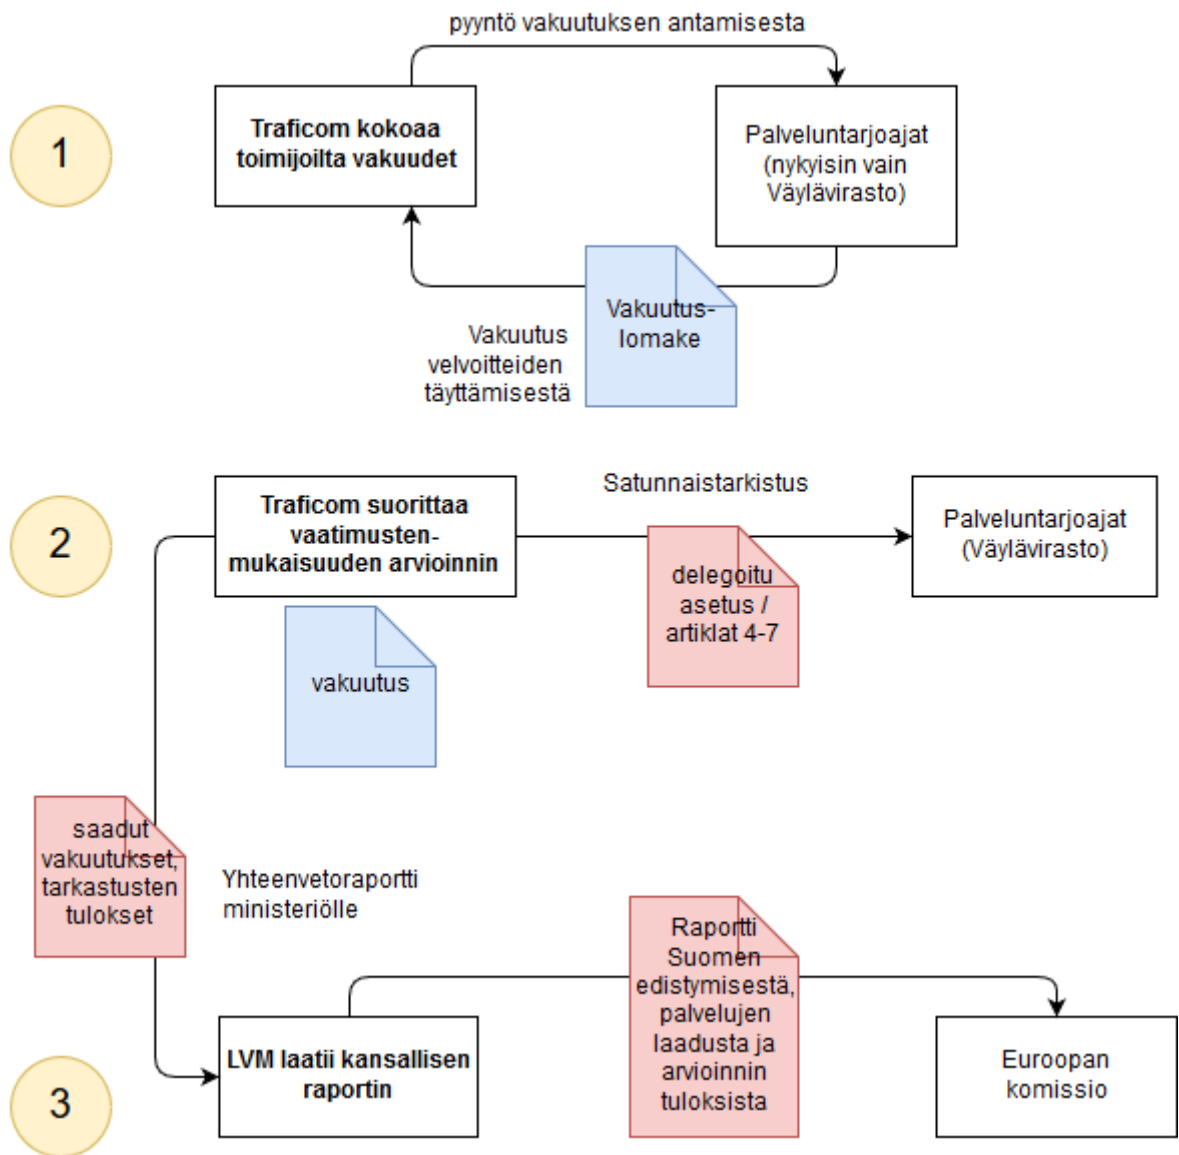 pyyntö vakuutuksen antamisesta
1
Traficom kokoaa
toimijoilta vakuudet
Palveluntarjoajat
(nykyisin vain
Väylävirasto)
Vakuutus-
lomake
Vakuutus
velvoitteiden
täyttämisestä
2
Traficom suorittaa
vaatimusten-
mukaisuuden arvioinnin
Satunnaistarkistus
Palveluntarjoajat
(Väylävirasto)
delegoitu
asetus /
artiklat 4-7
vakuutus
saadut
vakuutukset,
tarkastusten
tulokset
Yhteenvetoraportti
ministeriölle
3
LVM laatii kansallisen
raportin
Raportti
Suomen
edistymisestä,
palvelujen
laadusta ja
arvioinnin
tuloksista
Euroopan
komissio